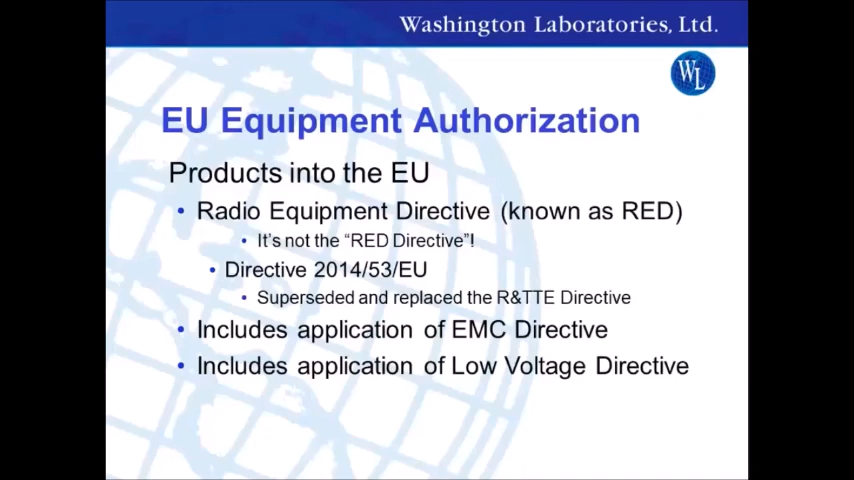 Washington Laboratories, Ltd.
WL
EU Equipment Authorization
Products into the EU
• Radio Equipment Directive (known as RED)
• It's not the “RED Directive”!
• Directive 2014/53/EU
• Superseded and replaced the R&TTE Directive
• Includes application of EMC Directive
• Includes application of Low Voltage Directive